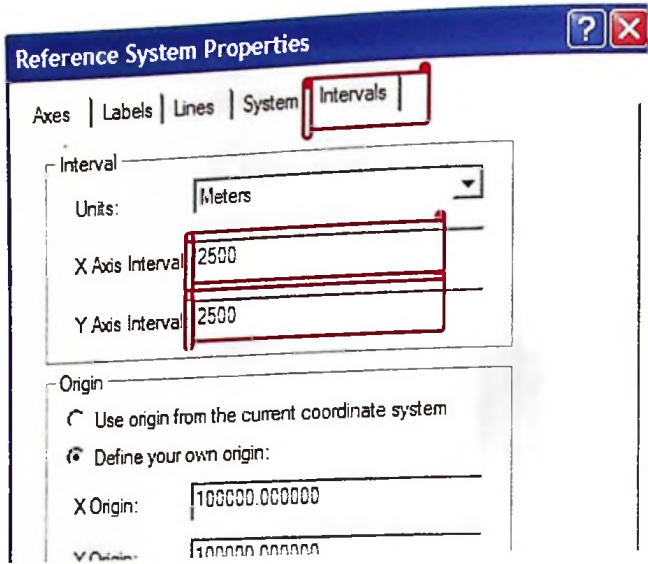 Reference System Properties
Axes Labels Lines System Intervals
Interval
Units: Meters
X Axis Interval 2500
Y Axis Interval 2500
Origin
Use origin from the current coordinate system
Define your own origin:
X Origin: 100000.000000
Y Origin: 100000.000000